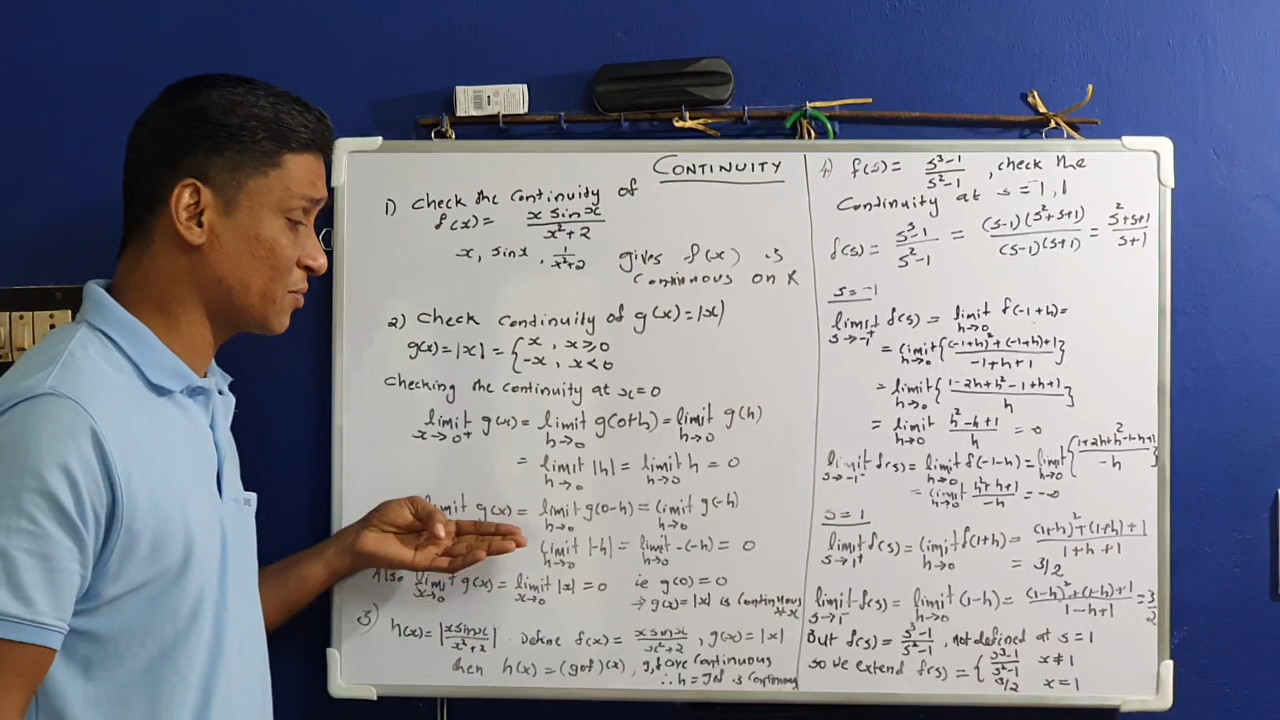 CONTINUITY
1) Check the Continuity of
f(x) = x sin x / x²+2
x, sin x, 1/x²+2 gives f(x) is
Continuous on R
2) Check Continuity of g(x)=|x|
g(x)=|x| = { x , x≥0
-x , x<0
Checking the continuity at x=0
limit x→0+ g(x) = limit h→0 g(0+h) = limit h→0 g(h)
= limit h→0 |h| = limit h→0 h = 0
limit g(x) = limit h→0 g(0-h) = limit h→0 g(-h)
limit h→0 |-h| = limit h→0 -(-h) = 0
Also limit x→0 g(x) = limit x→0 |x| = 0 ie g(0) = 0
⇒ g(x)=|x| is continuous
∀x
3) h(x) = |x sin x / x²+2| . Define f(x) = x sin x / x²+2 , g(x) = |x|
then h(x) = (gof)(x), g, f are continuous
∴ h = gof is continuous
4) f(s) = s³-1 / s²-1 , check the
Continuity at s = 1,
f(s) = s³-1 / s²-1 = (s-1)(s²+s+1) / (s-1)(s+1) = s²+s+1 / s+1
s=-1
limit s→-1+ f(s) = limit h→0 f(-1+h) =
= limit h→0 { (-1+h)²+(-1+h)+1 / -1+h+1 }
= limit h→0 { 1-2h+h²-1+h+1 / h }
= limit h→0 h²-h+1 / h = ∞
limit s→-1- f(s) = limit h→0 f(-1-h) = limit h→0 { 1+2h+h²-1-h+1 / -h }
= limit h→0 h²+h+1 / -h = -∞
s=1
limit s→1+ f(s) = limit h→0 f(1+h) = (1+h)²+(1+h)+1 / 1+h+1
= 3/2
limit s→1- f(s) = limit h→0 (1-h) = (1-h)²+(1-h)+1 / 1-h+1 = 3/2
But f(s) = s³-1 / s²-1 , not defined at s = 1
so we extend f(s) = { s³-1 / s²-1 x≠1
3/2 x=1